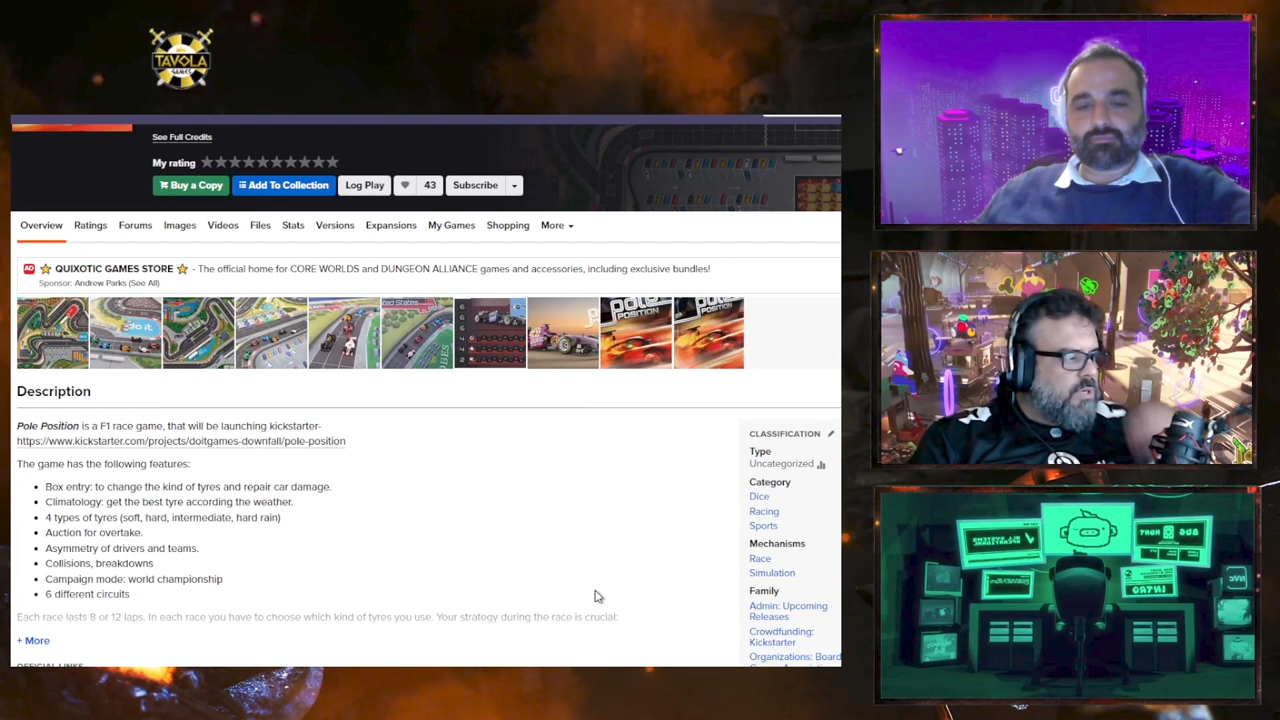 TAVOLA
GAMES
See Full Credits
My rating
Buy a Copy
Add To Collection
Log Play
43
Subscribe
Overview
Ratings
Forums
Images
Videos
Files
Stats
Versions
Expansions
My Games
Shopping
More
AD QUIXOTIC GAMES STORE - The official home for CORE WORLDS and DUNGEON ALLIANCE games and accessories, including exclusive bundles!
Sponsor: Andrew Parks (See All)
Description
Pole Position is a F1 race game, that will be launching kickstarter-
https://www.kickstarter.com/projects/doitgames-downfall/pole-position
The game has the following features:
• Box entry: to change the kind of tyres and repair car damage.
• Climatology: get the best tyre according the weather.
• 4 types of tyres (soft, hard, intermediate, hard rain)
• Auction for overtake.
• Asymmetry of drivers and teams.
• Collisions, breakdowns
• Campaign mode: world championship
• 6 different circuits
Each race lasts 8 or 12 laps. In each race you have to choose which kind of tyres you use. Your strategy during the race is crucial:
+ More
CLASSIFICATION
Type
Uncategorized
Category
Dice
Racing
Sports
Mechanisms
Race
Simulation
Family
Admin: Upcoming
Releases
Crowdfunding:
Kickstarter
Organizations: Board